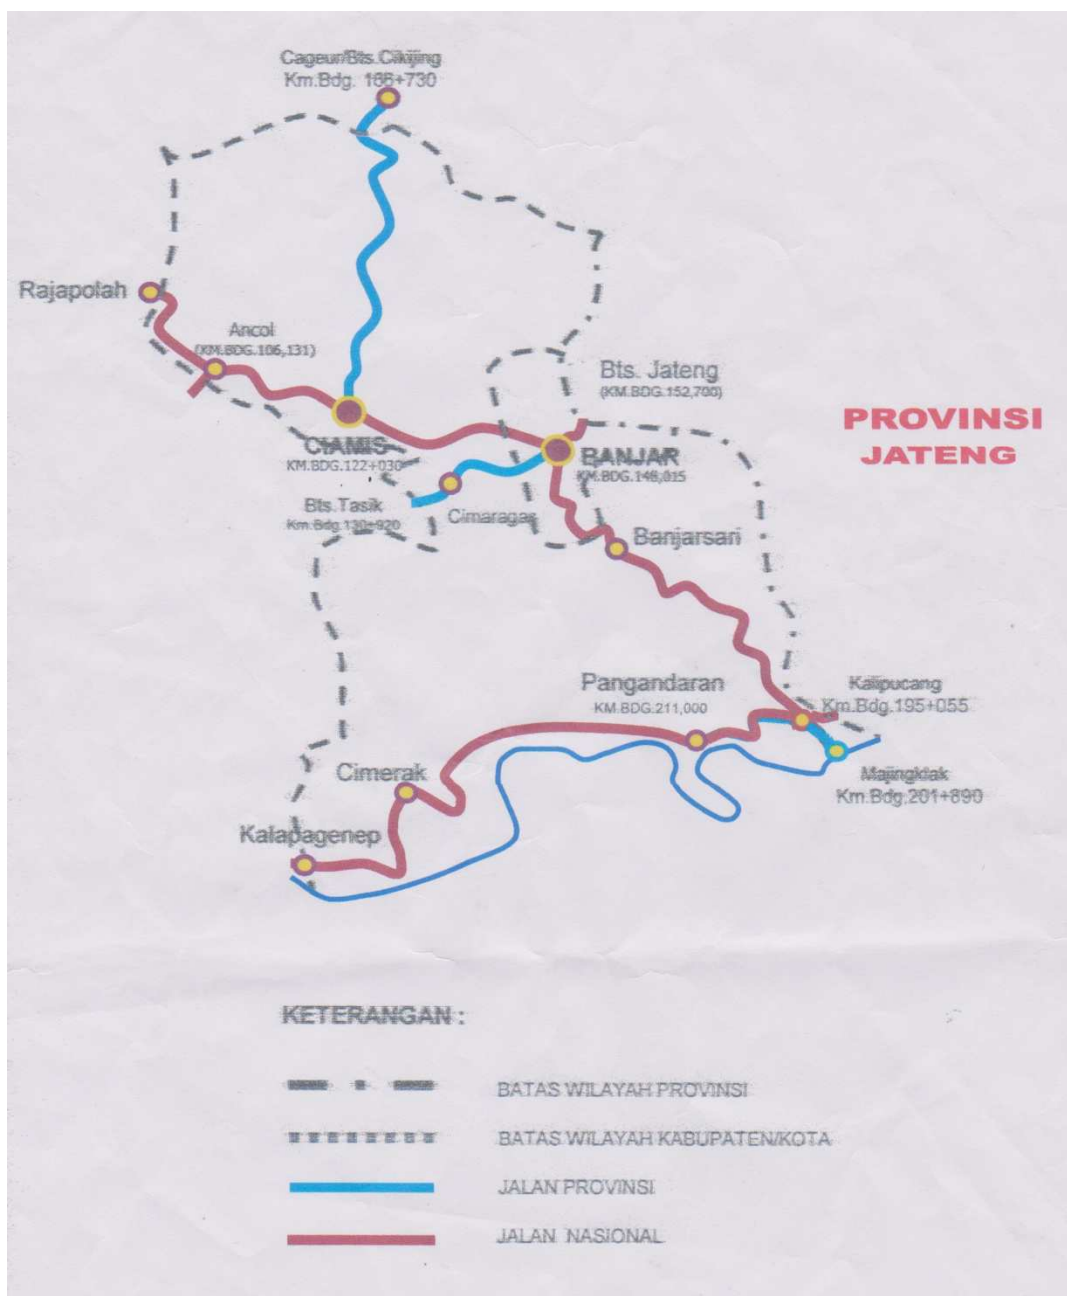 Cageur/Bts. Cikijing
Km.Bdg. 166+730
Rajapolah
Ancol
(KM.BDG.106,131)
Bts. Jateng
(KM.BDG.152,700)
PROVINSI
JATENG
CIAMIS
KM.BDG.122+030
BANJAR
KM.BDG.148,015
Bts.Tasik
Km.Bdg.130+920
Cimaragas
Banjarsari
Pangandaran
KM.BDG.211,000
Kalipucang
Km.Bdg.195+055
Cimerak
Majingklak
Km.Bdg.201+890
Kalapagenep
KETERANGAN :
BATAS WILAYAH PROVINSI
BATAS WILAYAH KABUPATEN/KOTA
JALAN PROVINSI
JALAN NASIONAL